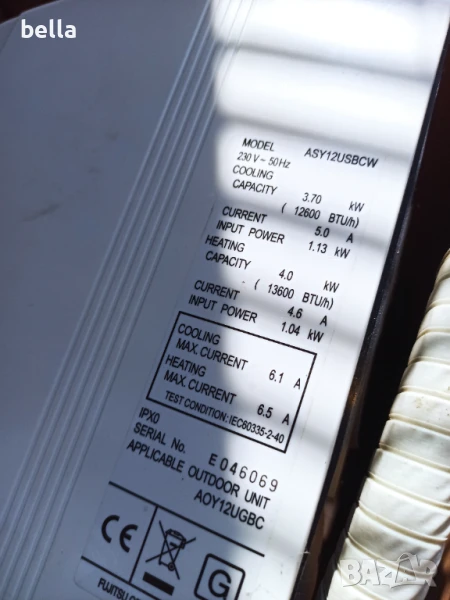 bella
MODEL ASY12USBCW
230 V ~ 50Hz
COOLING
CAPACITY 3.70 kW
( 12600 BTU/h)
CURRENT 5.0 A
INPUT POWER 1.13 kW
HEATING
CAPACITY 4.0 kW
( 13600 BTU/h)
CURRENT 4.6 A
INPUT POWER 1.04 kW
COOLING
MAX. CURRENT 6.1 A
HEATING
MAX. CURRENT 6.5 A
TEST CONDITION: IEC60335-2-40
IPX0
SERIAL No. E 046069
APPLICABLE OUTDOOR UNIT
AOY12UGBC
CE
G
FUJITSU
BAZAR